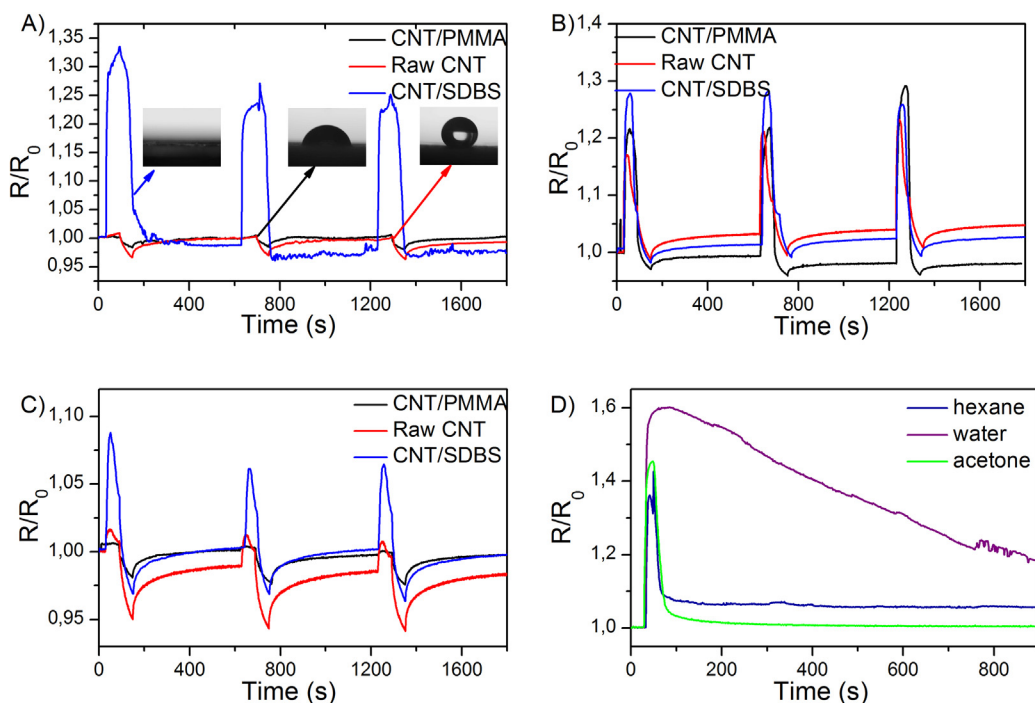 A)
1,35
1,30
1,25
1,20
1,15
1,10
1,05
1,00
0,95
R/R0
CNT/PMMA
Raw CNT
CNT/SDBS
0 400 800 1200 1600
Time (s)
B)
1,4
1,3
1,2
1,1
1,0
R/R0
CNT/PMMA
Raw CNT
CNT/SDBS
0 400 800 1200 1600
Time (s)
C)
1,10
1,05
1,00
0,95
R/R0
CNT/PMMA
Raw CNT
CNT/SDBS
0 400 800 1200 1600
Time (s)
D)
1,6
1,4
1,2
1,0
R/R0
hexane
water
acetone
0 200 400 600 800
Time (s)